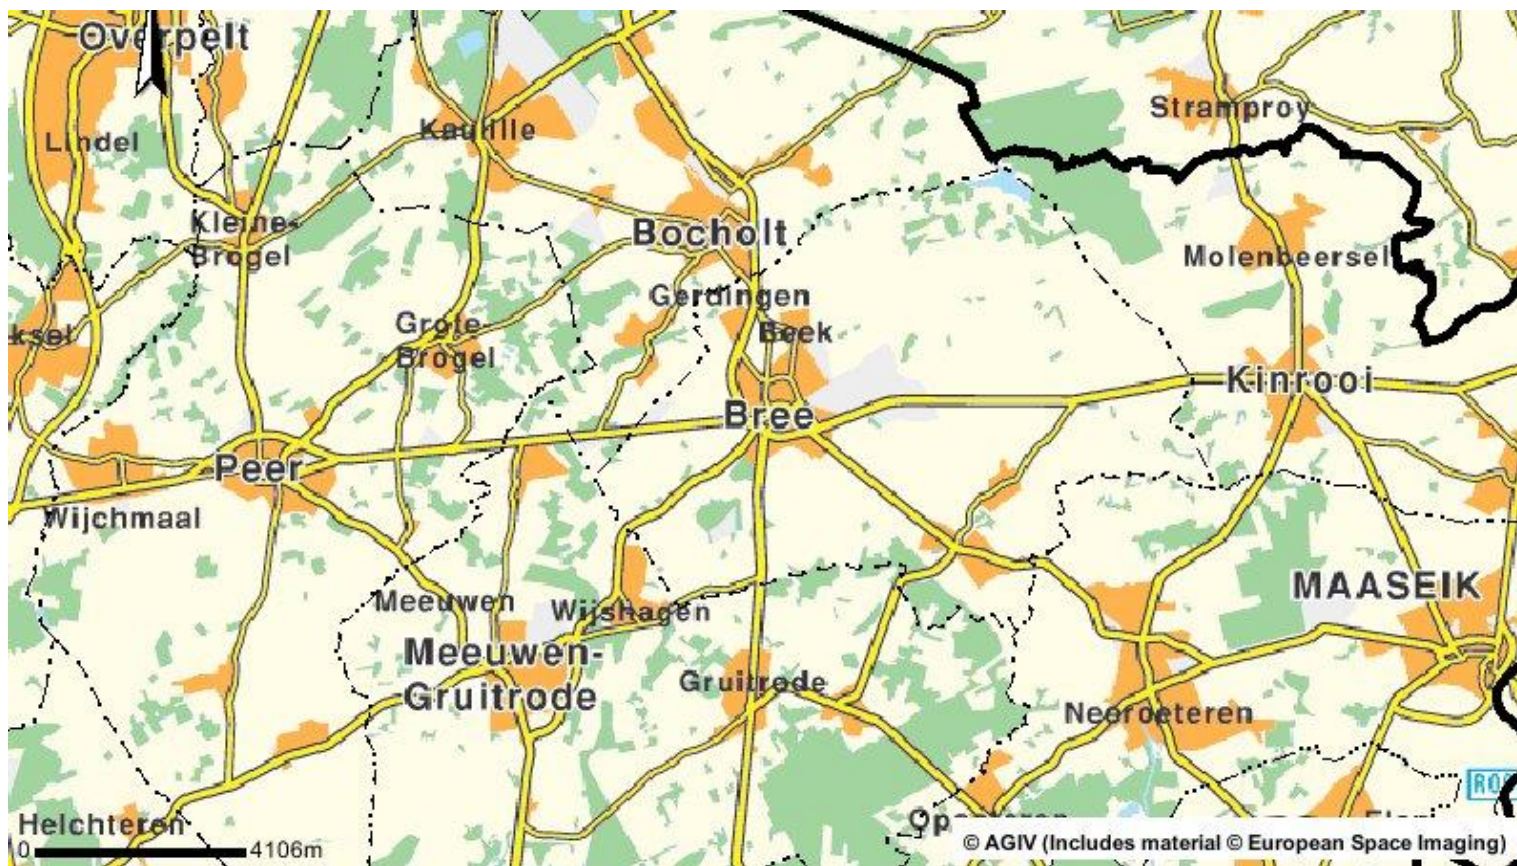 Overpelt
Stramproy
Kaulille
Lindel
Kleine-
Brogel
Bocholt
Molenbeersel
Gerdingen
Grote-
Brogel
Beek
ksel
Kinrooi
Bree
Peer
Wijchmaal
MAASEIK
Meeuwen
Wijshagen
Meeuwen-
Gruitrode
Gruitrode
Neeroeteren
Helchteren
0 4106m
© AGIV (Includes material © European Space Imaging)